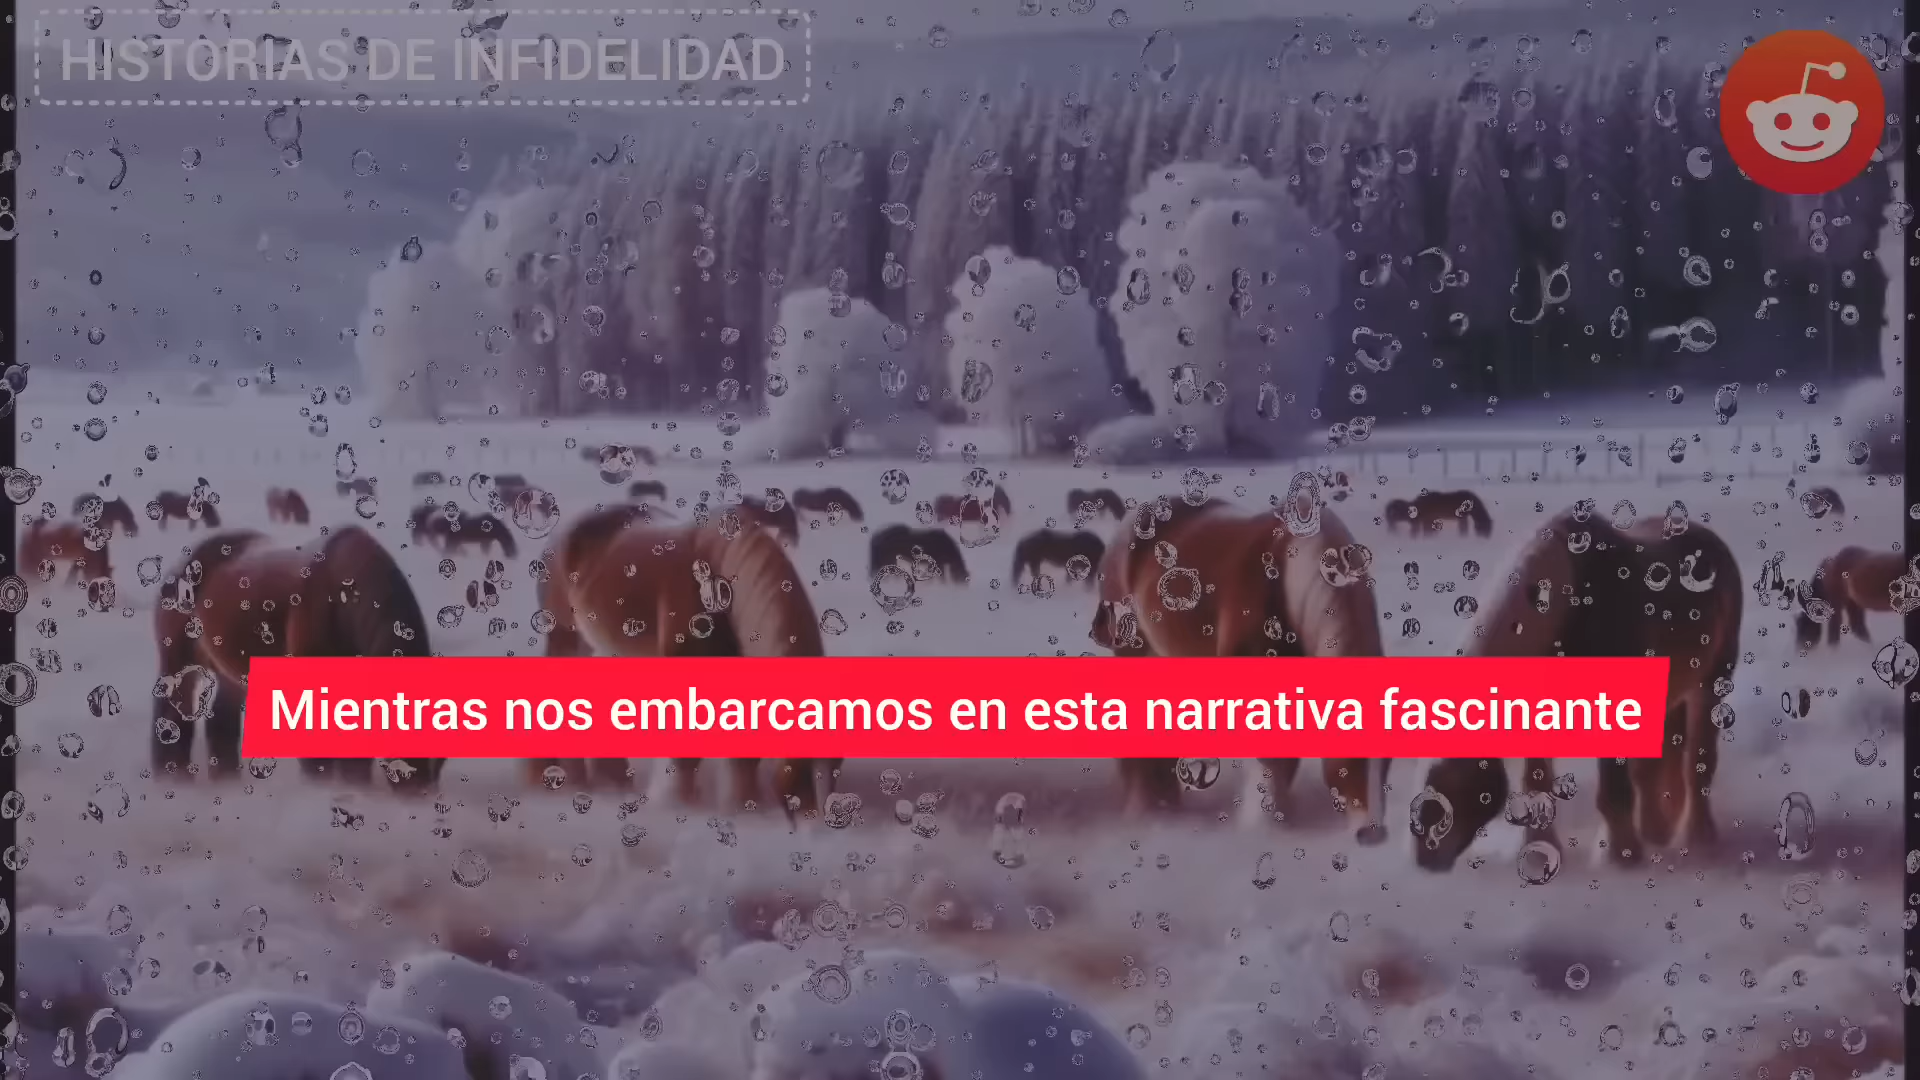 HISTORIAS DE INFIDELIDAD
Mientras nos embarcamos en esta narrativa fascinante